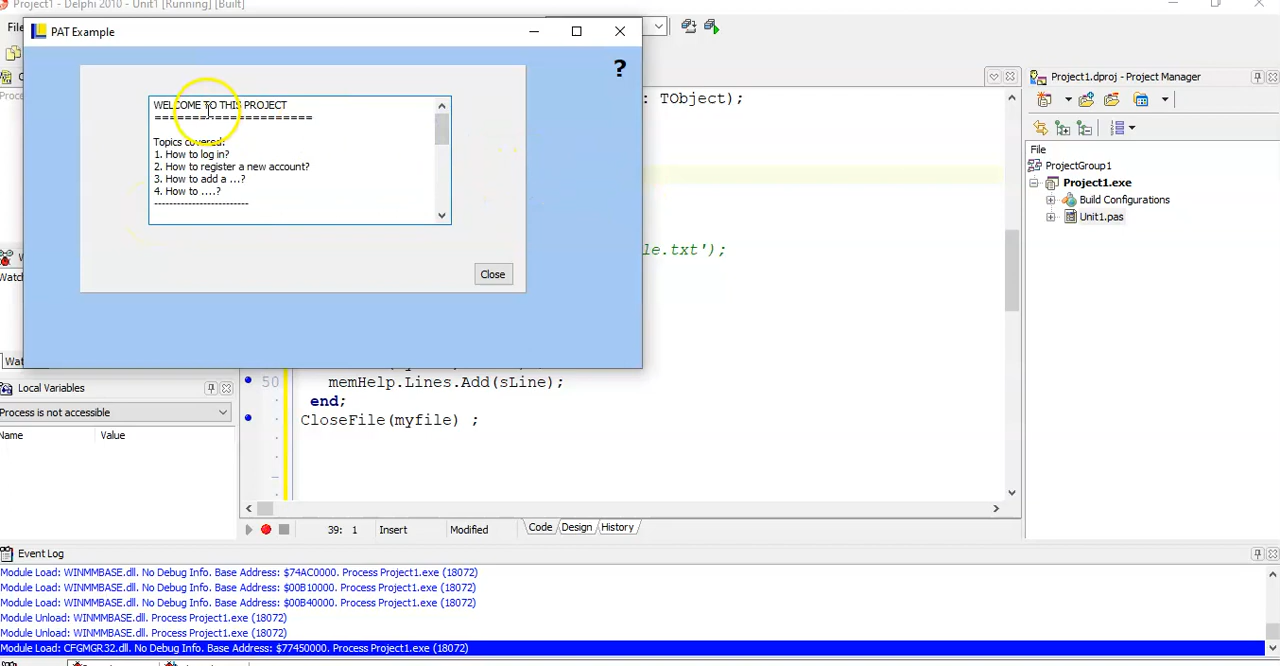 Project1 - Delphi 2010 - Unit1 [Running] [Built]
PAT Example
?
WELCOME TO THIS PROJECT
=====================
Topics covered:
1. How to log in?
2. How to register a new account?
3. How to add a ...?
4. How to ....?
-------------------------
Close
: TObject);
le.txt');
50
memHelp.Lines.Add(sLine);
end;
CloseFile(myfile) ;
39: 1
Insert
Modified
Code
Design
History
Project1.dproj - Project Manager
File
ProjectGroup1
Project1.exe
Build Configurations
Unit1.pas
Local Variables
Process is not accessible
Name
Value
Event Log
Module Load: WINMMBASE.dll. No Debug Info. Base Address: $74AC0000. Process Project1.exe (18072)
Module Load: WINMMBASE.dll. No Debug Info. Base Address: $00B10000. Process Project1.exe (18072)
Module Load: WINMMBASE.dll. No Debug Info. Base Address: $00B40000. Process Project1.exe (18072)
Module Unload: WINMMBASE.dll. Process Project1.exe (18072)
Module Unload: WINMMBASE.dll. Process Project1.exe (18072)
Module Load: CFGMGR32.dll. No Debug Info. Base Address: $77450000. Process Project1.exe (18072)